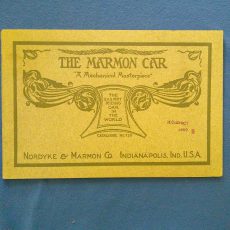 THE MARMON CAR
"A Mechanical Masterpiece"
THE
EASIEST
RIDING
CAR
IN THE
WORLD
NORDYKE & MARMON CO. INDIANAPOLIS, IND. U.S.A.